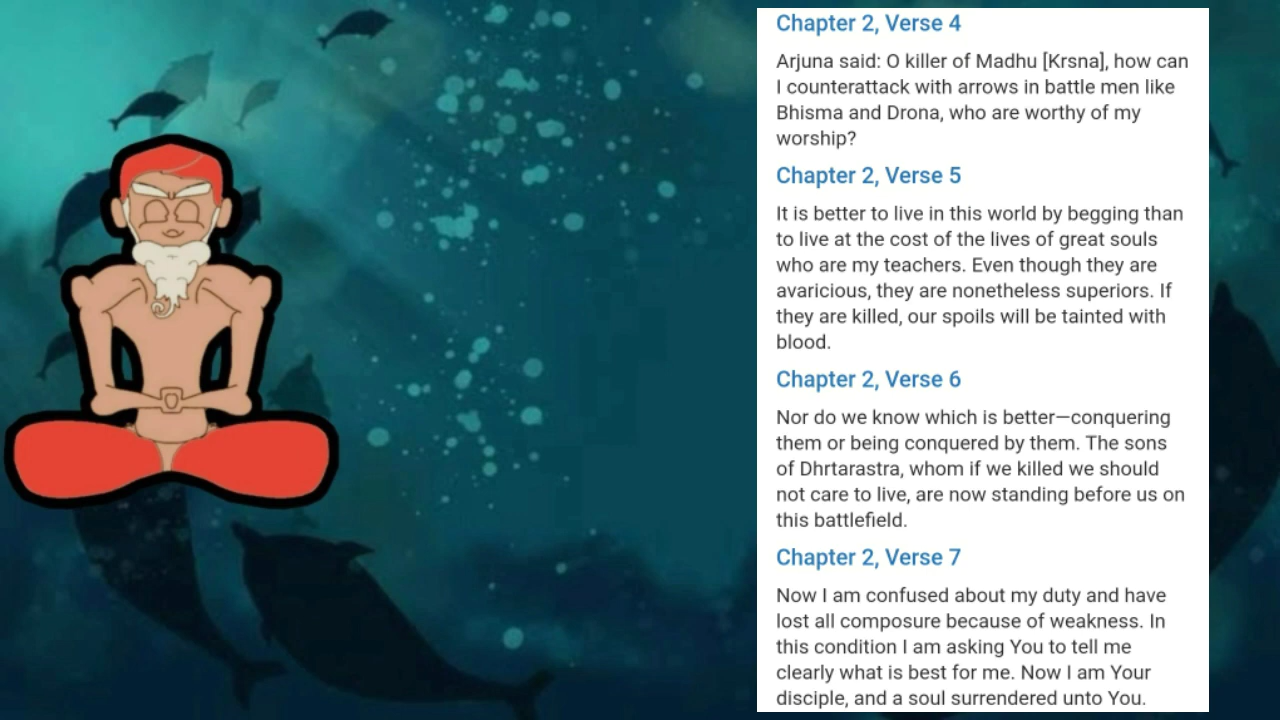 Chapter 2, Verse 4
Arjuna said: O killer of Madhu [Krsna], how can
I counterattack with arrows in battle men like
Bhisma and Drona, who are worthy of my
worship?
Chapter 2, Verse 5
It is better to live in this world by begging than
to live at the cost of the lives of great souls
who are my teachers. Even though they are
avaricious, they are nonetheless superiors. If
they are killed, our spoils will be tainted with
blood.
Chapter 2, Verse 6
Nor do we know which is better—conquering
them or being conquered by them. The sons
of Dhrtarastra, whom if we killed we should
not care to live, are now standing before us on
this battlefield.
Chapter 2, Verse 7
Now I am confused about my duty and have
lost all composure because of weakness. In
this condition I am asking You to tell me
clearly what is best for me. Now I am Your
disciple, and a soul surrendered unto You.